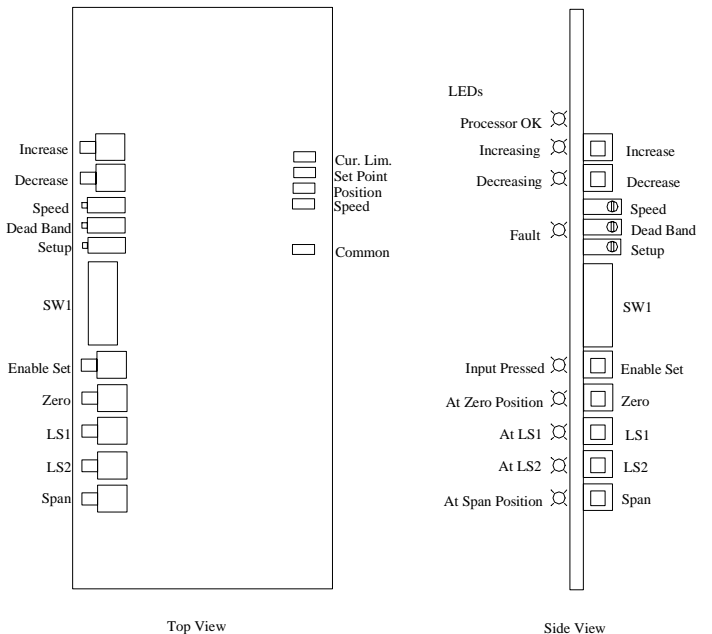 LEDs
Processor OK
Increase
Increasing
Increase
Cur. Lim.
Set Point
Decrease
Decreasing
Decrease
Position
Speed
Speed
Speed
Dead Band
Dead Band
Fault
Setup
Common
Setup
SW1
SW1
Enable Set
Input Pressed
Enable Set
Zero
At Zero Position
Zero
LS1
At LS1
LS1
LS2
At LS2
LS2
Span
At Span Position
Span
Top View
Side View